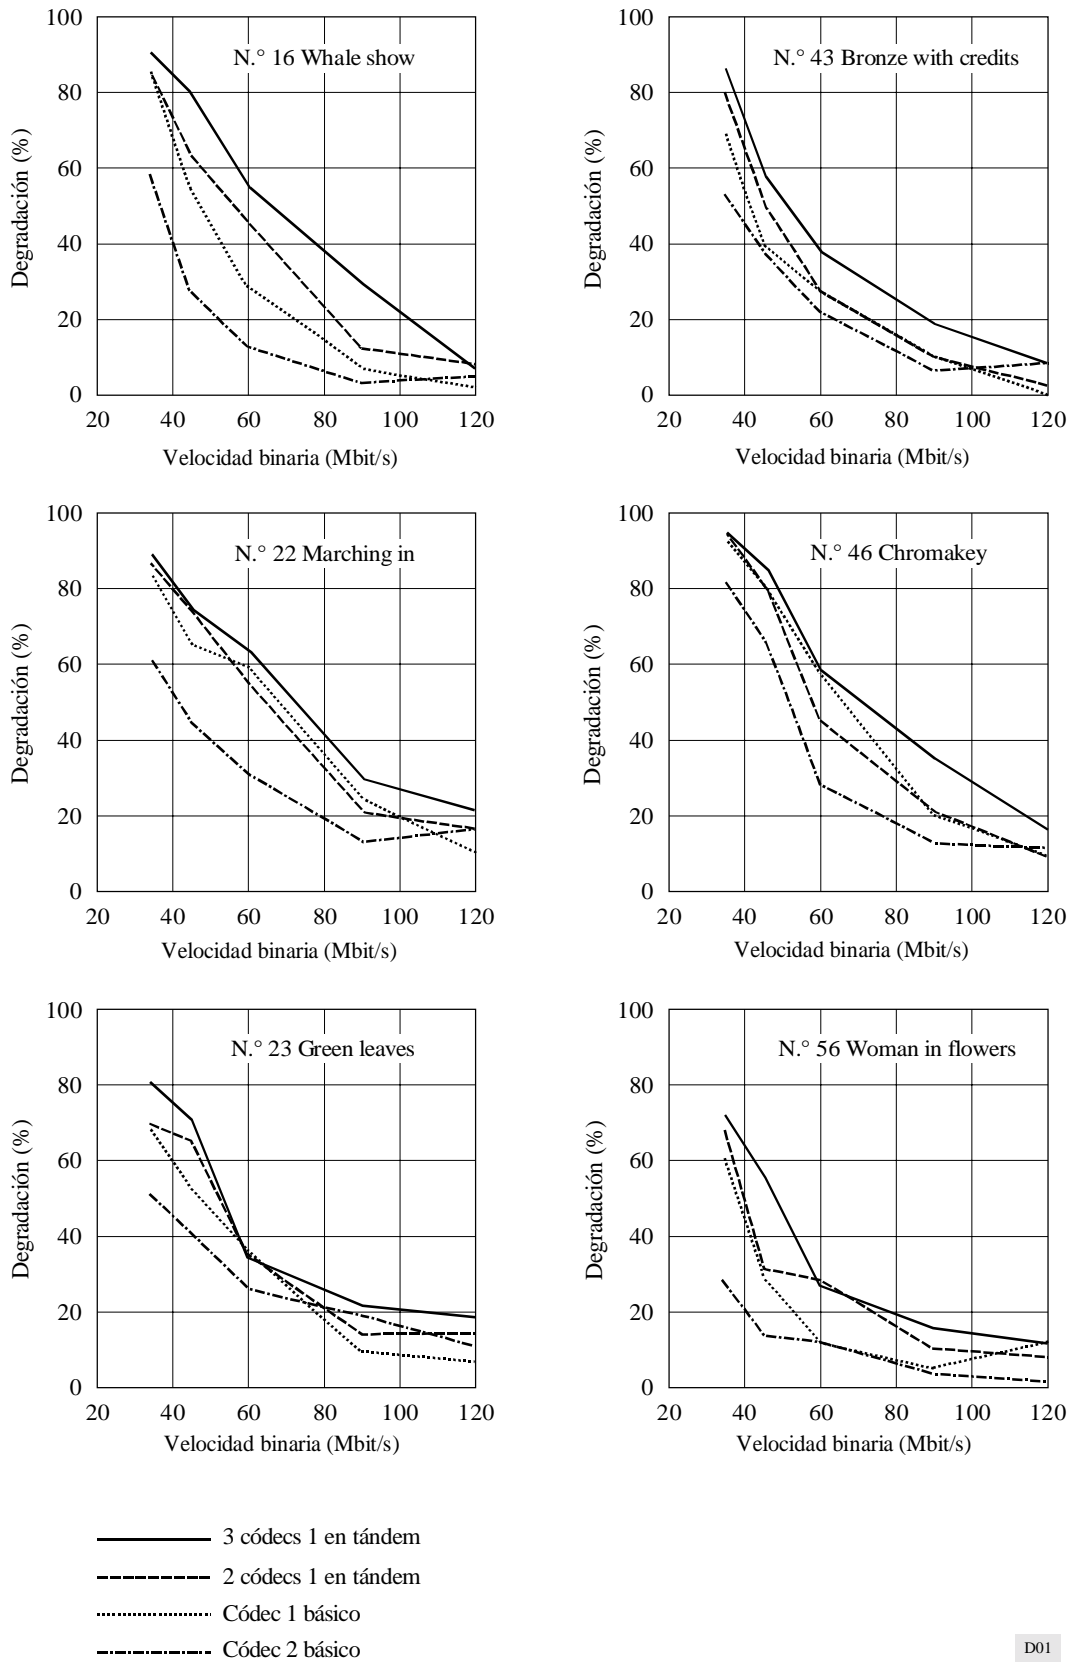 N.° 16 Whale show
100
80
60
40
20
0
20 40 60 80 100 120
Degradación (%)
Velocidad binaria (Mbit/s)
N.° 43 Bronze with credits
100
80
60
40
20
0
20 40 60 80 100 120
Degradación (%)
Velocidad binaria (Mbit/s)
N.° 22 Marching in
100
80
60
40
20
0
20 40 60 80 100 120
Degradación (%)
Velocidad binaria (Mbit/s)
N.° 46 Chromakey
100
80
60
40
20
0
20 40 60 80 100 120
Degradación (%)
Velocidad binaria (Mbit/s)
N.° 23 Green leaves
100
80
60
40
20
0
20 40 60 80 100 120
Degradación (%)
Velocidad binaria (Mbit/s)
N.° 56 Woman in flowers
100
80
60
40
20
0
20 40 60 80 100 120
Degradación (%)
Velocidad binaria (Mbit/s)
3 códecs 1 en tándem
2 códecs 1 en tándem
Códec 1 básico
Códec 2 básico
D01